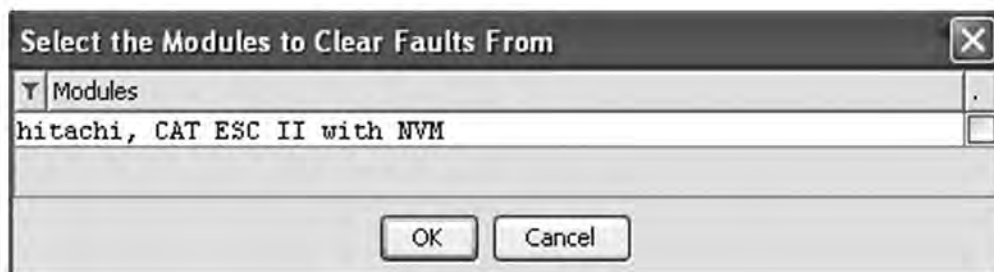 Select the Modules to Clear Faults From
Modules .
hitachi, CAT ESC II with NVM
OK Cancel